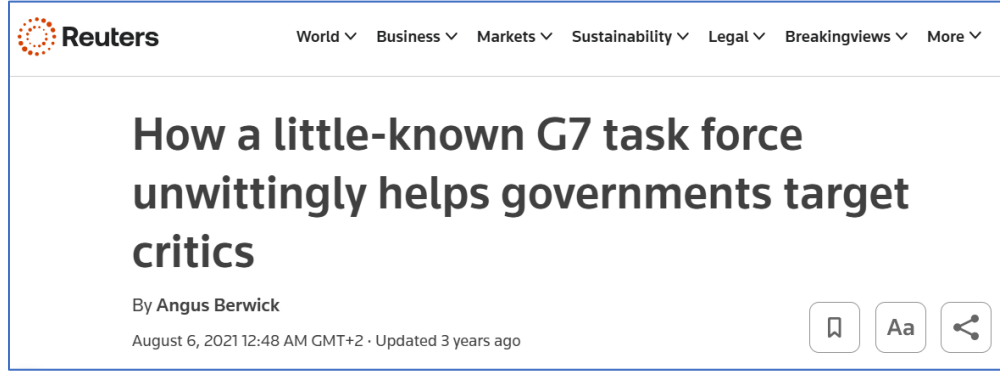 Reuters World Business Markets Sustainability Legal Breakingviews More
How a little-known G7 task force
unwittingly helps governments target
critics
By Angus Berwick
August 6, 2021 12:48 AM GMT+2 · Updated 3 years ago
Aa